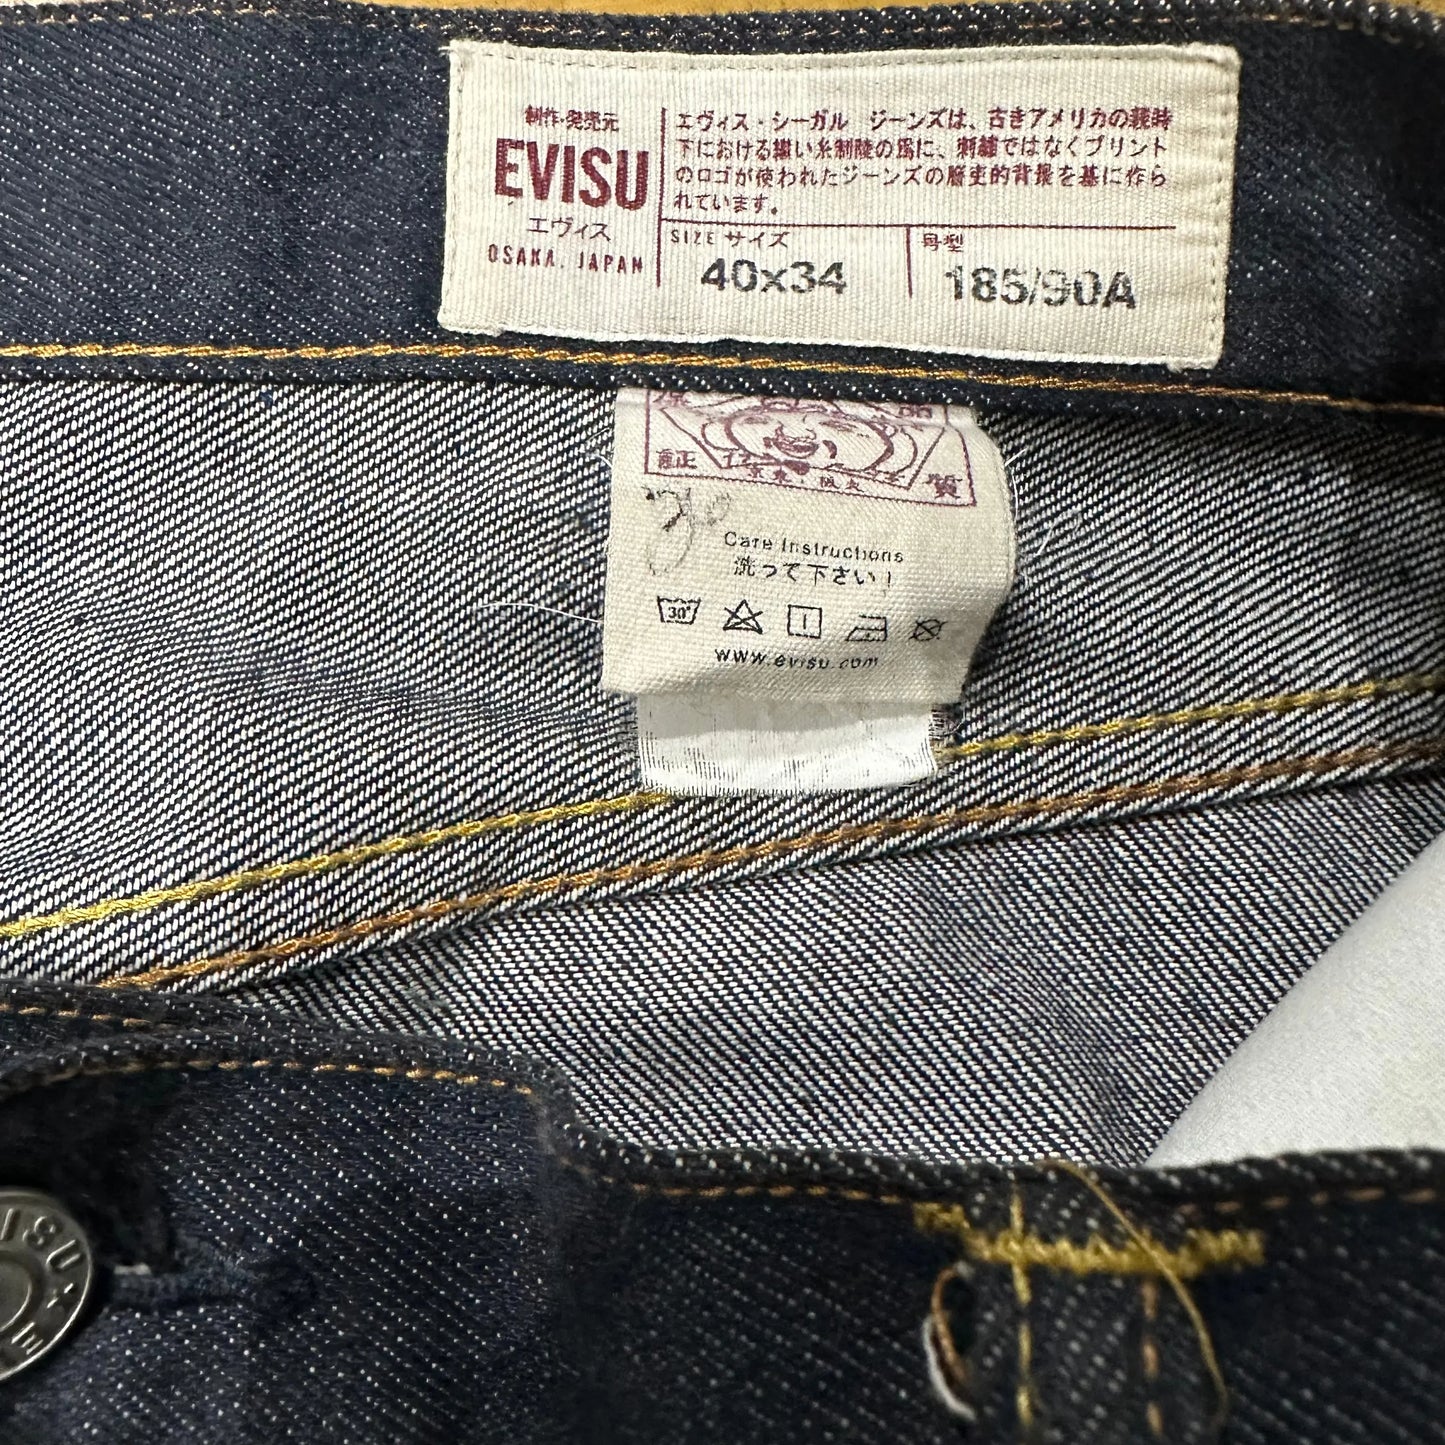 制作・発売元
EVISU
エヴィス
OSAKA, JAPAN
エヴィス・シーガル ジーンズは、古きアメリカの戦時
下における縫い糸制限の為に、刺繍ではなくプリント
のロゴが使われたジーンズの歴史的背景を基に作ら
れています。
SIZE サイズ
40x34
号型
185/90A
正
質
Care Instructions
洗って下さい!
30°
www.evisu.com
VISU